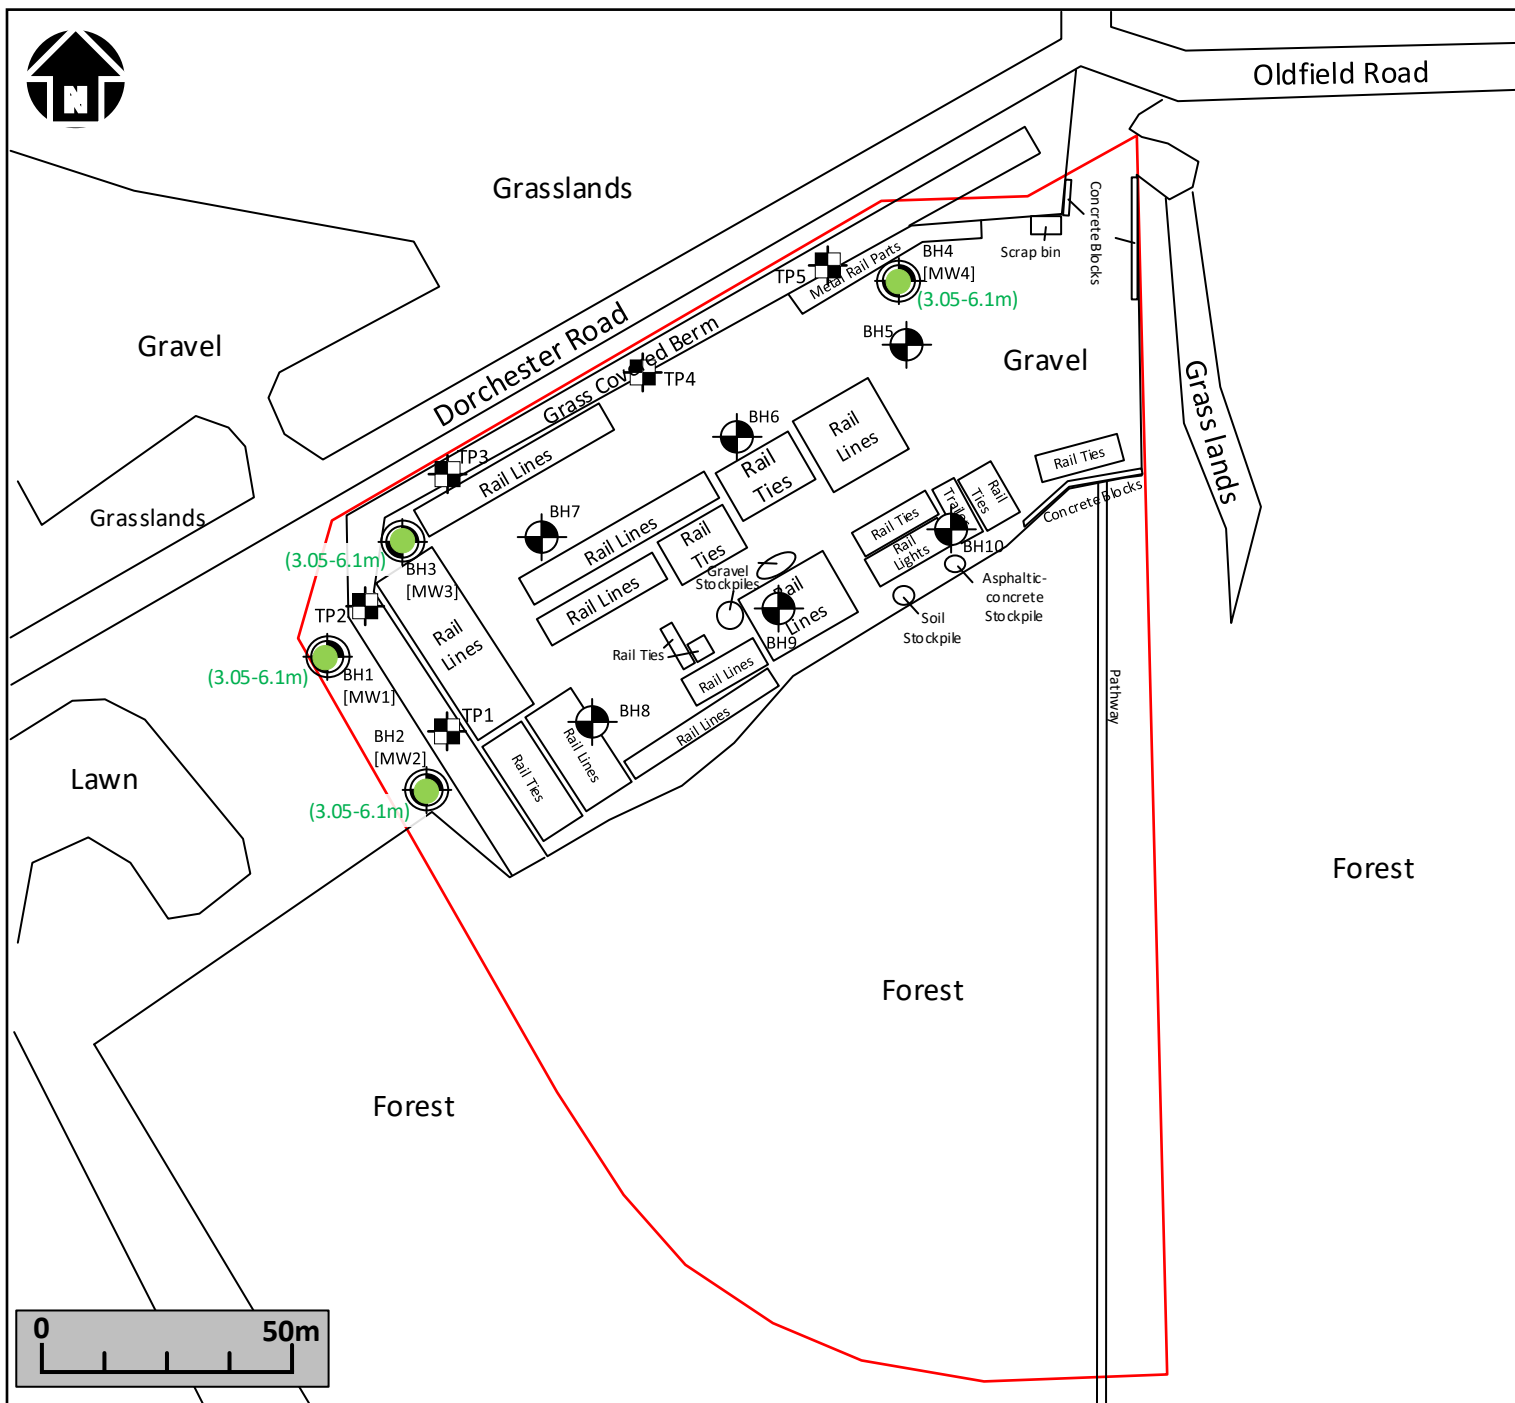 N
Oldfield Road
Grasslands
Concrete Blocks
Scrap bin
BH4
[MW4]
(3.05-6.1m)
TP5
Metal Rail Parts
BH5
Gravel
Gravel
Dorchester Road
Grass Covered Berm
TP4
Grasslands
BH6
Rail
Lines
Rail
Ties
TP3
Rail Lines
Grasslands
Rail Ties
Concrete Blocks
BH7
Rail Lines
Rail
Ties
Rail Ties
Trailer
Rail
Ties
Rail
Lights
BH10
(3.05-6.1m)
BH3
[MW3]
Rail Lines
Gravel
Stockpiles
Rail
Lines
BH9
Asphaltic-
concrete
Stockpile
Soil
Stockpile
TP2
Rail
Lines
Rail Ties
Rail Lines
Rail Lines
(3.05-6.1m)
BH1
[MW1]
Pathway
TP1
BH2
[MW2]
BH8
Rail Lines
Rail Ties
Lawn
(3.05-6.1m)
Forest
Forest
Forest
0
50m